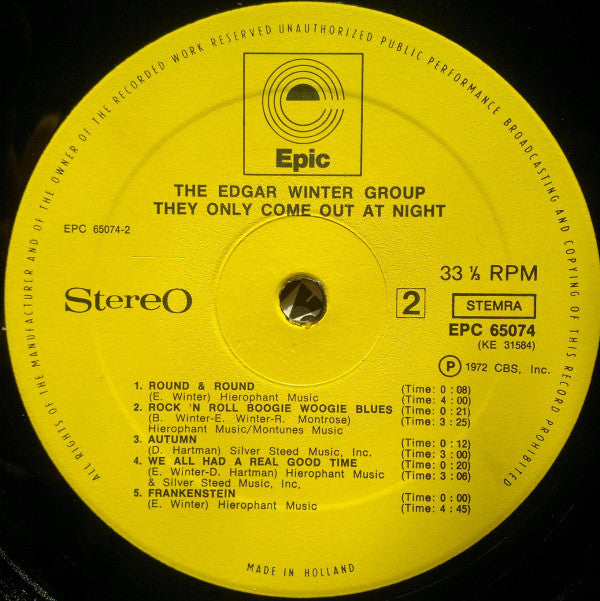 ALL RIGHTS OF THE MANUFACTURER AND OF THE OWNER OF THE RECORDED WORK RESERVED UNAUTHORIZED PUBLIC PERFORMANCE BROADCASTING AND COPYING OF THIS RECORD PROHIBITED
Epic
THE EDGAR WINTER GROUP
THEY ONLY COME OUT AT NIGHT
EPC 65074-2
33 ⅓ RPM
Stereo
2
STEMRA
EPC 65074
(KE 31584)
Ⓟ 1972 CBS, Inc.
1. ROUND & ROUND (Time: 0 : 08)
(E. Winter) Hierophant Music (Time: 4 : 00)
2. ROCK 'N ROLL BOOGIE WOOGIE BLUES (Time: 0 : 21)
(B. Winter-E. Winter-R. Montrose) (Time: 3 : 25)
Hierophant Music/Montunes Music
3. AUTUMN (Time: 0 : 12)
(D. Hartman) Silver Steed Music, Inc. (Time: 3 : 00)
4. WE ALL HAD A REAL GOOD TIME (Time: 0 : 20)
(E. Winter-D. Hartman) Hierophant Music (Time: 3 : 06)
& Silver Steed Music, Inc.
5. FRANKENSTEIN (Time: 0 : 00)
(E. Winter) Hierophant Music (Time: 4 : 45)
MADE IN HOLLAND